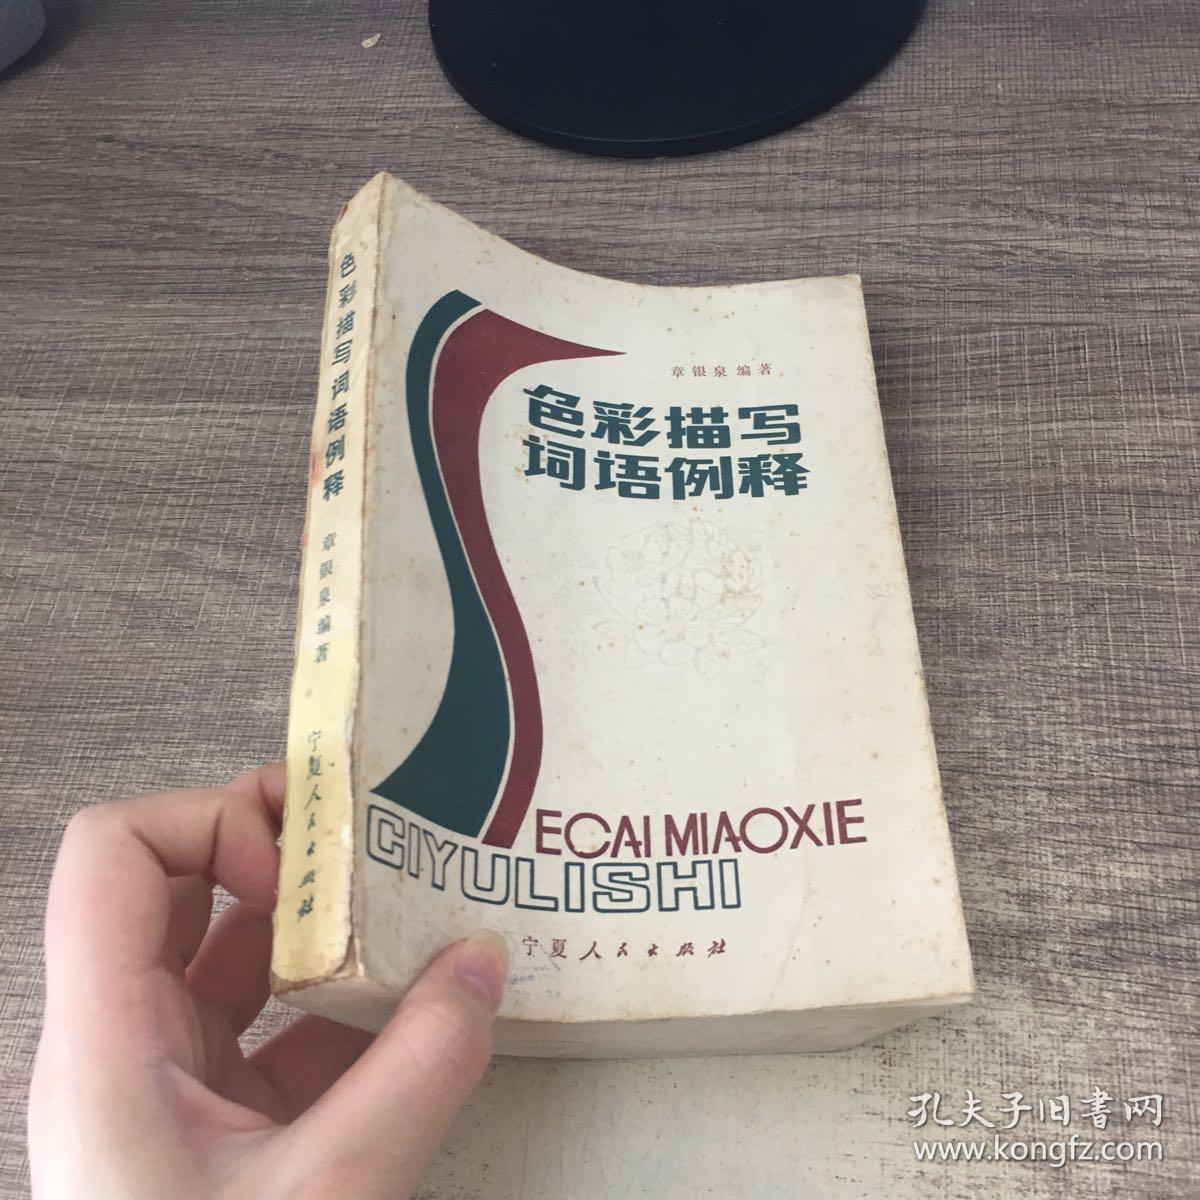 色彩描写词语例释
章银泉编著
宁夏人民出版社
章银泉 编著
色彩描写
词语例释
SECAI MIAOXIE
CIYULISHI
宁夏人民出版社
孔夫子旧书网
www.kongfz.com